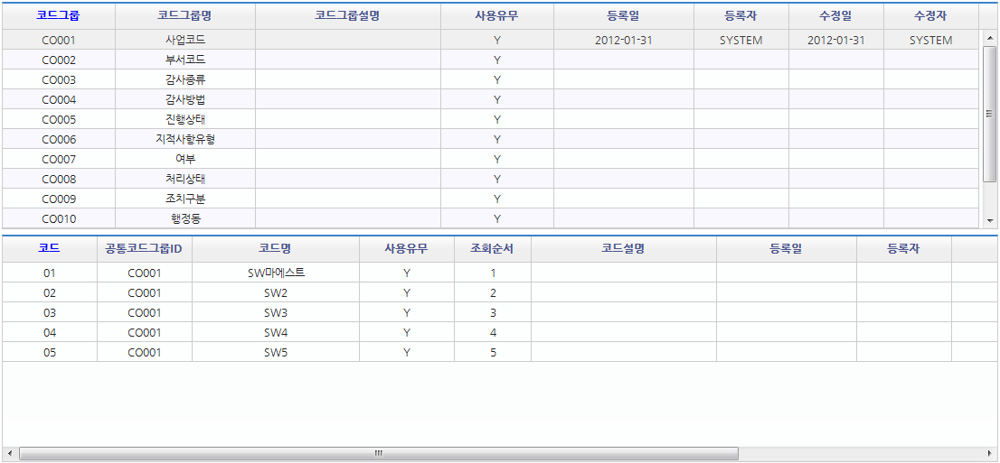 코드그룹 코드그룹명 코드그룹설명 사용유무 등록일 등록자 수정일 수정자
CO001 사업코드 Y 2012-01-31 SYSTEM 2012-01-31 SYSTEM
CO002 부서코드 Y
CO003 감사종류 Y
CO004 감사방법 Y
CO005 진행상태 Y
CO006 지적사항유형 Y
CO007 여부 Y
CO008 처리상태 Y
CO009 조치구분 Y
CO010 행정동 Y
코드 공통코드그룹ID 코드명 사용유무 조회순서 코드설명 등록일 등록자
01 CO001 SW마에스트 Y 1
02 CO001 SW2 Y 2
03 CO001 SW3 Y 3
04 CO001 SW4 Y 4
05 CO001 SW5 Y 5